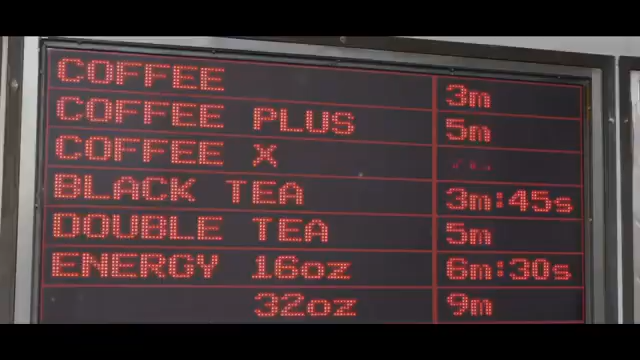 COFFEE 3m
COFFEE PLUS 5m
COFFEE X
BLACK TEA 3m:45s
DOUBLE TEA 5m
ENERGY 16oz 6m:30s
32oz 9m